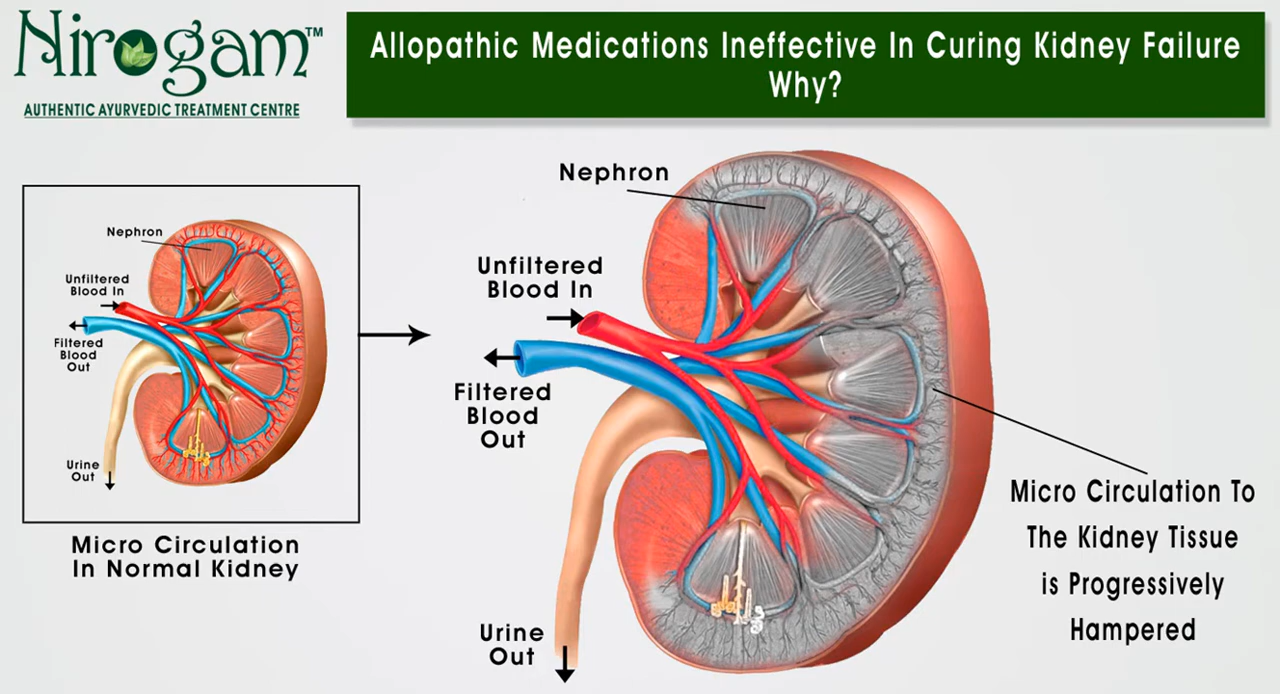 Nirogam™
AUTHENTIC AYURVEDIC TREATMENT CENTRE
Allopathic Medications Ineffective In Curing Kidney Failure
Why?
Nephron
Unfiltered
Blood In
Filtered
Blood
Out
Urine
Out
Micro Circulation
In Normal Kidney
Nephron
Unfiltered
Blood In
Filtered
Blood
Out
Urine
Out
Micro Circulation To
The Kidney Tissue
is Progressively
Hampered